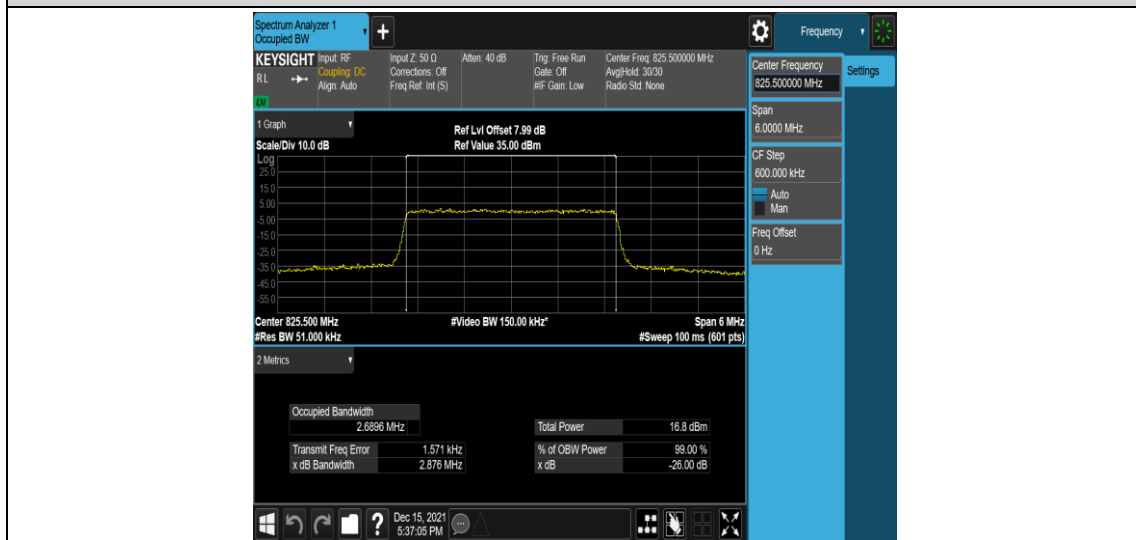 Spectrum Analyzer 1
Occupied BW
+
Frequency
KEYSIGHT Input: RF Input Z: 50 Ω Atten: 40 dB Trig: Free Run Center Freq: 825.500000 MHz
RL Coupling: DC Corrections: Off Gate: Off Avg|Hold: 30/30
Align: Auto Freq Ref: Int (S) #IF Gain: Low Radio Std: None
LXI
Center Frequency
825.500000 MHz
Settings
Span
6.0000 MHz
CF Step
600.000 kHz
Auto
Man
Freq Offset
0 Hz
1 Graph
Ref Lvl Offset 7.99 dB
Scale/Div 10.0 dB Ref Value 35.00 dBm
Log
25.0
15.0
5.00
-5.00
-15.0
-25.0
-35.0
-45.0
-55.0
Center 825.500 MHz #Video BW 150.00 kHz* Span 6 MHz
#Res BW 51.000 kHz #Sweep 100 ms (601 pts)
2 Metrics
Occupied Bandwidth
2.6896 MHz Total Power 16.8 dBm
Transmit Freq Error 1.571 kHz % of OBW Power 99.00 %
x dB Bandwidth 2.876 MHz x dB -26.00 dB
? Dec 15, 2021
5:37:05 PM